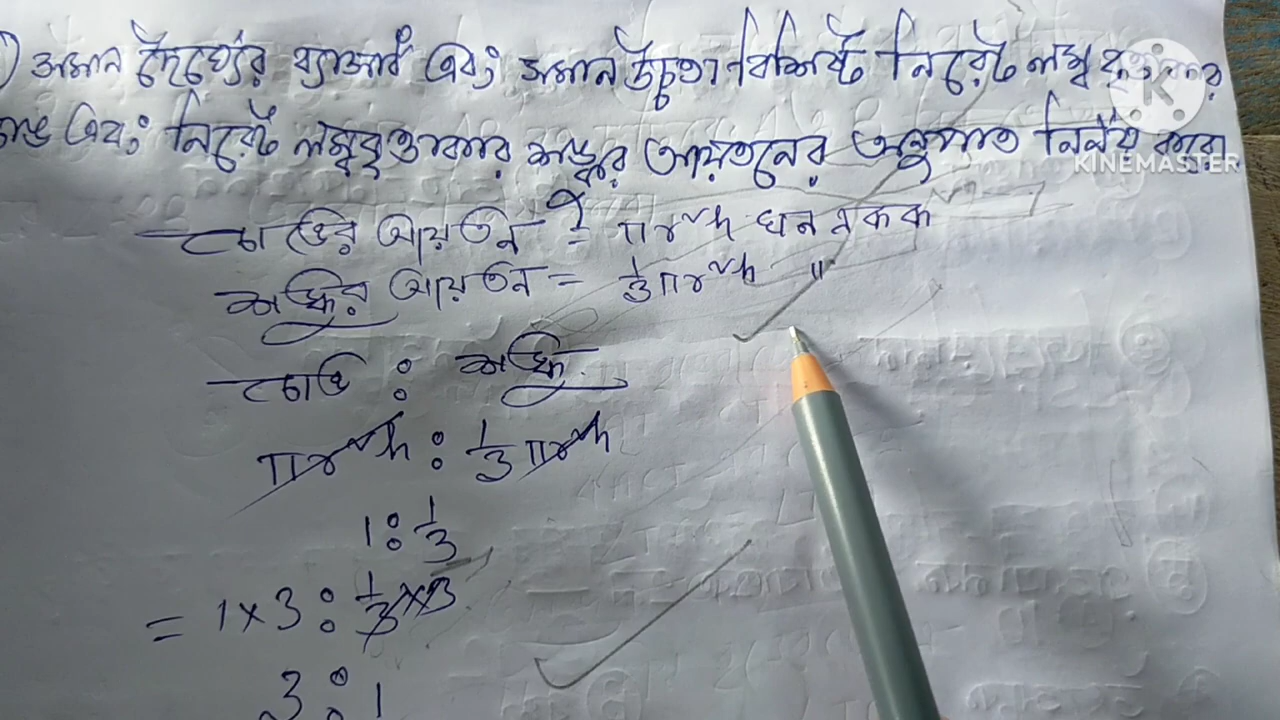 ) সমান দৈর্ঘ্যের ব্যাসার্ধ এবং সমান উচ্চতা বিশিষ্ট নিরেট লম্ব বৃত্তাকার
চোঙ এবং নিরেট লম্ববৃত্তাকার শঙ্কুর আয়তনের অনুপাত নির্ণয় করো।
KINEMASTER
চোঙের আয়তন = πr²h ঘন একক
শঙ্কুর আয়তন = 1/3πr²h "
চোঙ : শঙ্কু
πr²h : 1/3πr²h
1 : 1/3
= 1×3 : 1/3×3
3 : 1